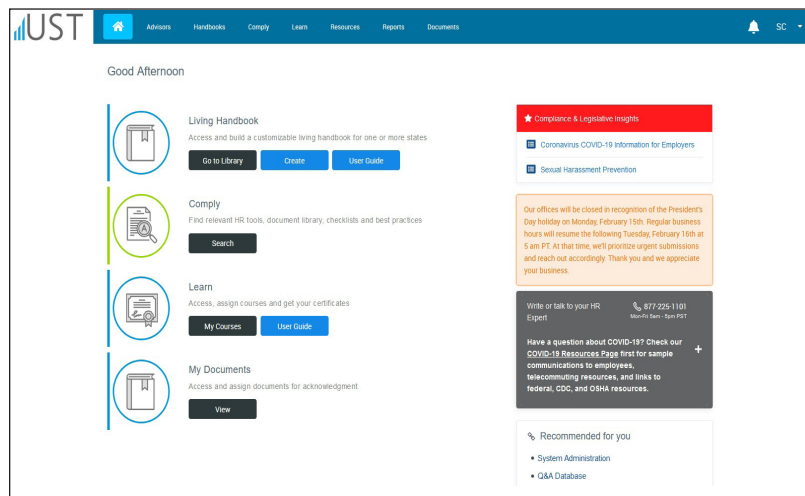 UST
Advisors Handbooks Comply Learn Resources Reports Documents
SC
Good Afternoon
Living Handbook
Access and build a customizable living handbook for one or more states
Go to Library Create User Guide
Comply
Find relevant HR tools, document library, checklists and best practices
Search
Learn
Access, assign courses and get your certificates
My Courses User Guide
My Documents
Access and assign documents for acknowledgment.
View
Compliance & Legislative Insights
Coronavirus COVID-19 Information for Employers
Sexual Harassment Prevention
Our offices will be closed in recognition of the President's
Day holiday on Monday, February 15th. Regular business
hours will resume the following Tuesday, February 16th at
5 am PT. At that time, we'll prioritize urgent submissions
and reach out accordingly. Thank you and we appreciate
your business.
Write or talk to your HR
Expert
877-225-1101
Mon-Fri 5am - 5pm PST
Have a question about COVID-19? Check our
COVID-19 Resources Page first for sample
communications to employees,
telecommuting resources, and links to
federal, CDC, and OSHA resources.
+
Recommended for you
• System Administration
• Q&A Database